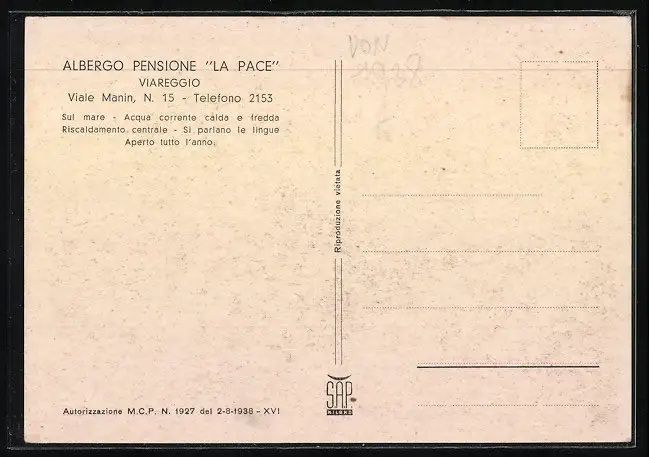 ALBERGO PENSIONE "LA PACE"
VIAREGGIO
Viale Manin, N. 15 - Telefono 2153
Sul mare - Acqua corrente calda e fredda
Riscaldamento centrale - Si parlano le lingue
Aperto tutto l'anno.
Riproduzione vietata
SAP.
MILANO
Autorizzazione M.C.P. N. 1927 del 2-8-1938 - XVI